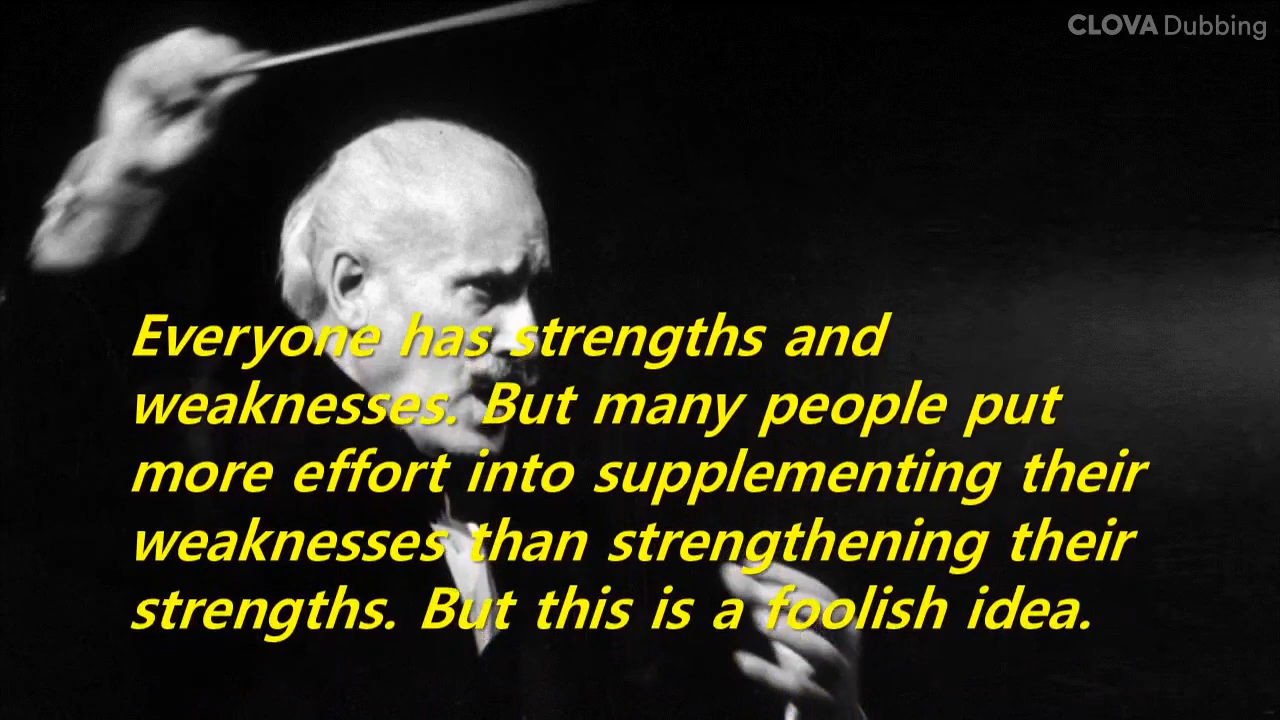 CLOVA Dubbing
Everyone has strengths and
weaknesses. But many people put
more effort into supplementing their
weaknesses than strengthening their
strengths. But this is a foolish idea.